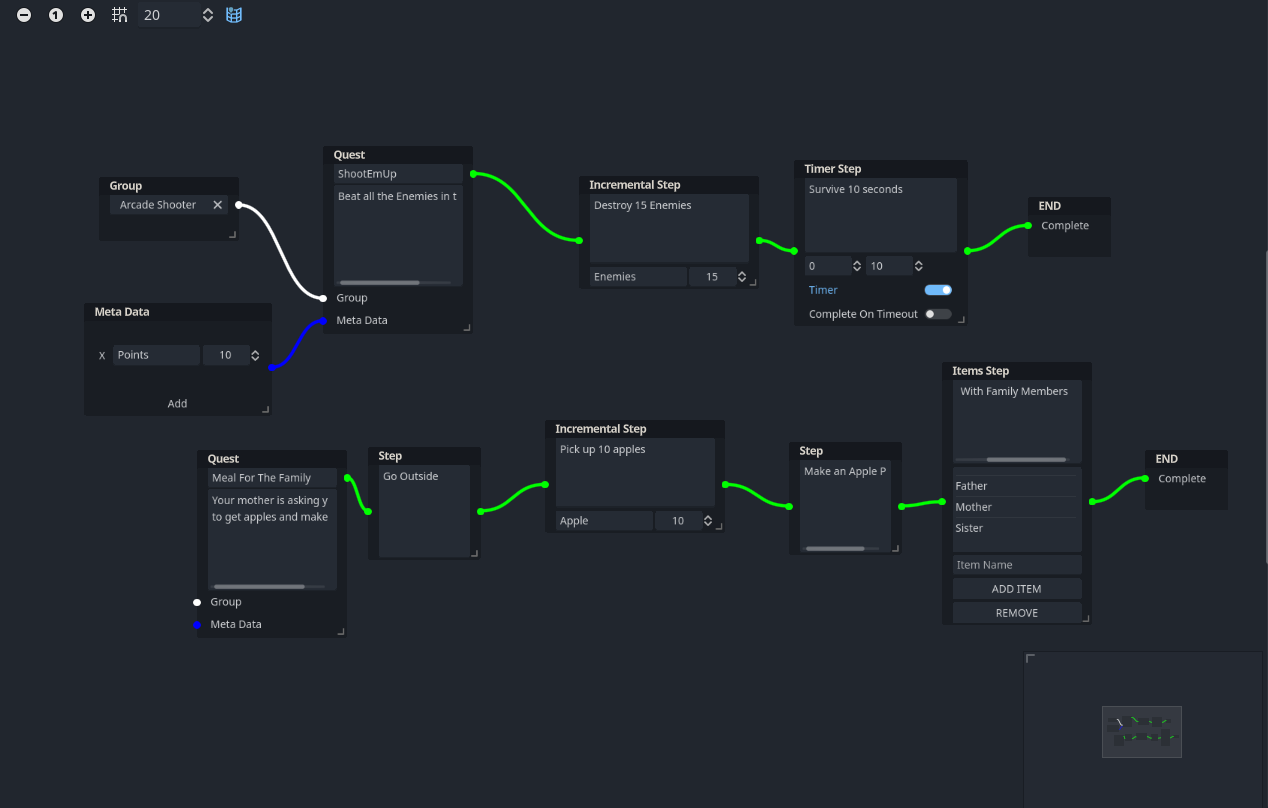 1
20
Group
Arcade Shooter
Meta Data
X Points 10
Add
Quest
ShootEmUp
Beat all the Enemies in t
Group
Meta Data
Incremental Step
Destroy 15 Enemies
Enemies 15
Timer Step
Survive 10 seconds
0 10
Timer
Complete On Timeout
END
Complete
Quest
Meal For The Family
Your mother is asking y
to get apples and make
Group
Meta Data
Step
Go Outside
Incremental Step
Pick up 10 apples
Apple 10
Step
Make an Apple P
Items Step
With Family Members
Father
Mother
Sister
Item Name
ADD ITEM
REMOVE
END
Complete